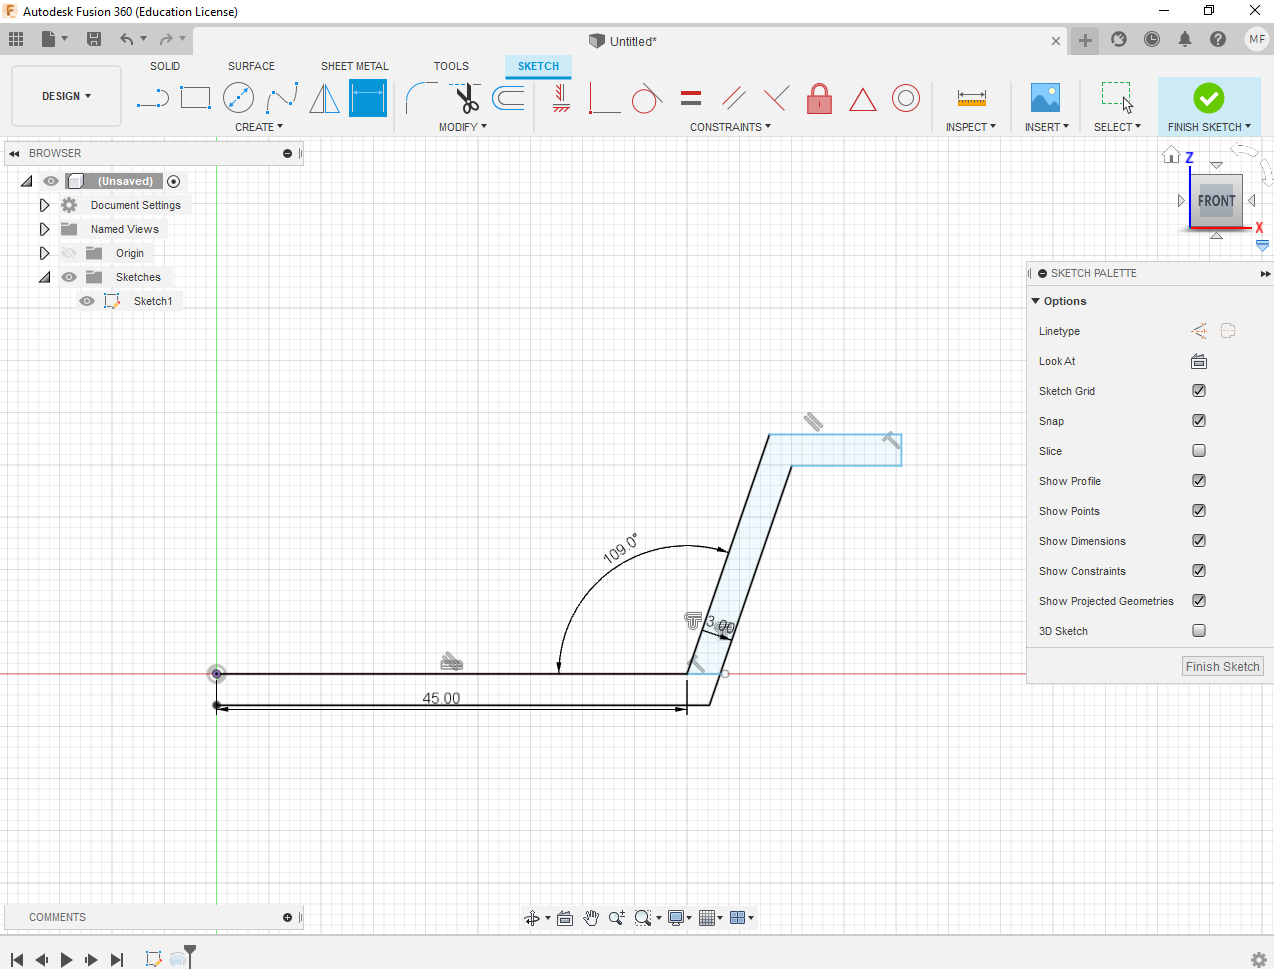 Autodesk Fusion 360 (Education License)
Untitled*
MF
SOLID SURFACE SHEET METAL TOOLS SKETCH
DESIGN
CREATE MODIFY CONSTRAINTS INSPECT INSERT SELECT FINISH SKETCH
BROWSER
(Unsaved)
Document Settings
Named Views
Origin
Sketches
Sketch1
Z
FRONT
X
SKETCH PALETTE
Options
Linetype
Look At
Sketch Grid
Snap
Slice
Show Profile
Show Points
Show Dimensions
Show Constraints
Show Projected Geometries
3D Sketch
Finish Sketch
109.0°
3.00
45.00
COMMENTS